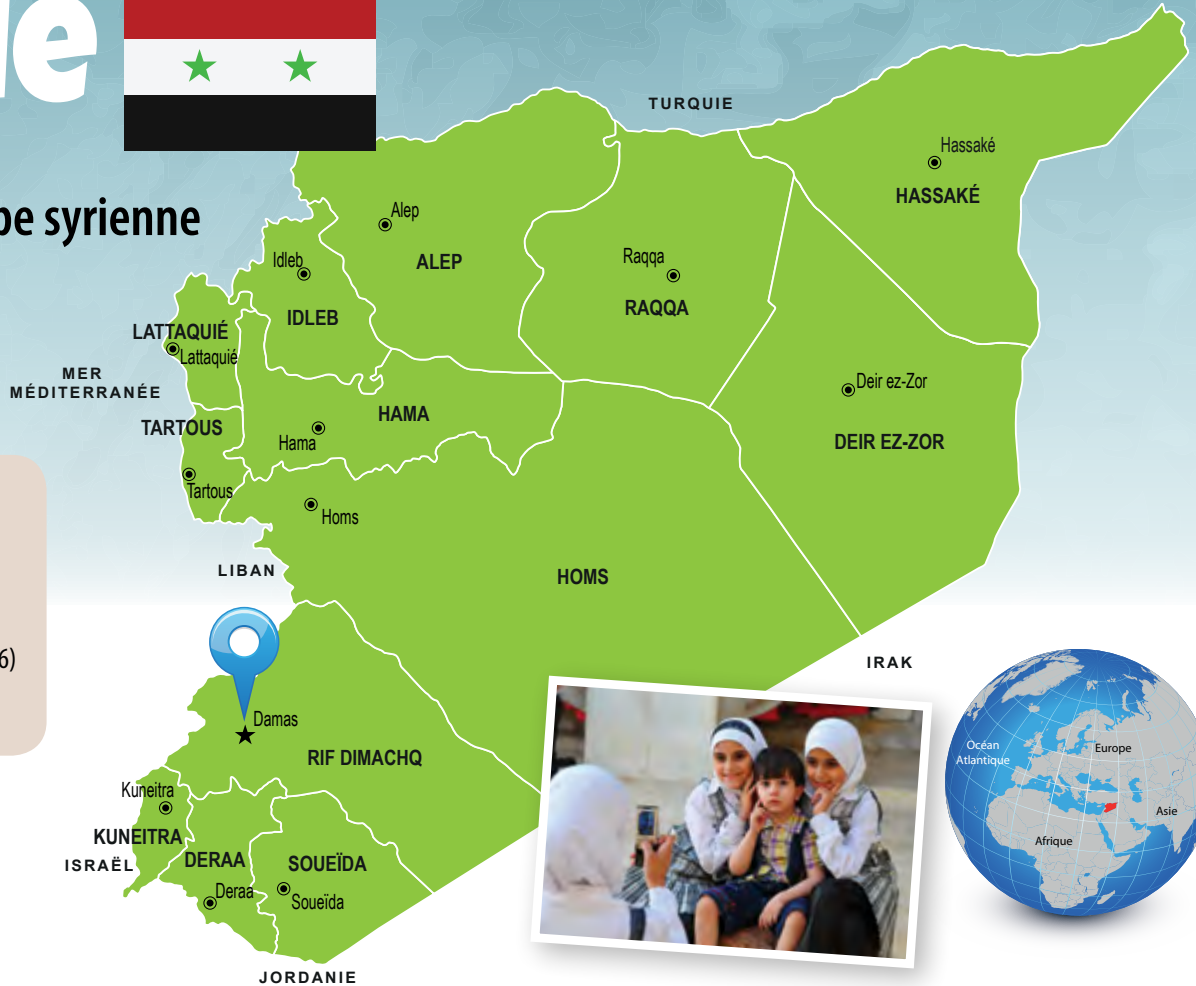 TURQUIE
Hassaké
HASSAKÉ
syrienne
Alep
ALEP
Idleb
IDLEB
Raqqa
RAQQA
LATTAQUIÉ
Lattaquié
MER
MÉDITERRANÉE
Deir ez-Zor
DEIR EZ-ZOR
HAMA
Hama
TARTOUS
Tartous
Homs
HOMS
LIBAN
6)
IRAK
Damas
RIF DIMACHQ
Océan
Atlantique
Europe
Asie
Afrique
Kuneitra
KUNEITRA
ISRAËL
DERAA
Deraa
SOUEÏDA
Soueïda
JORDANIE